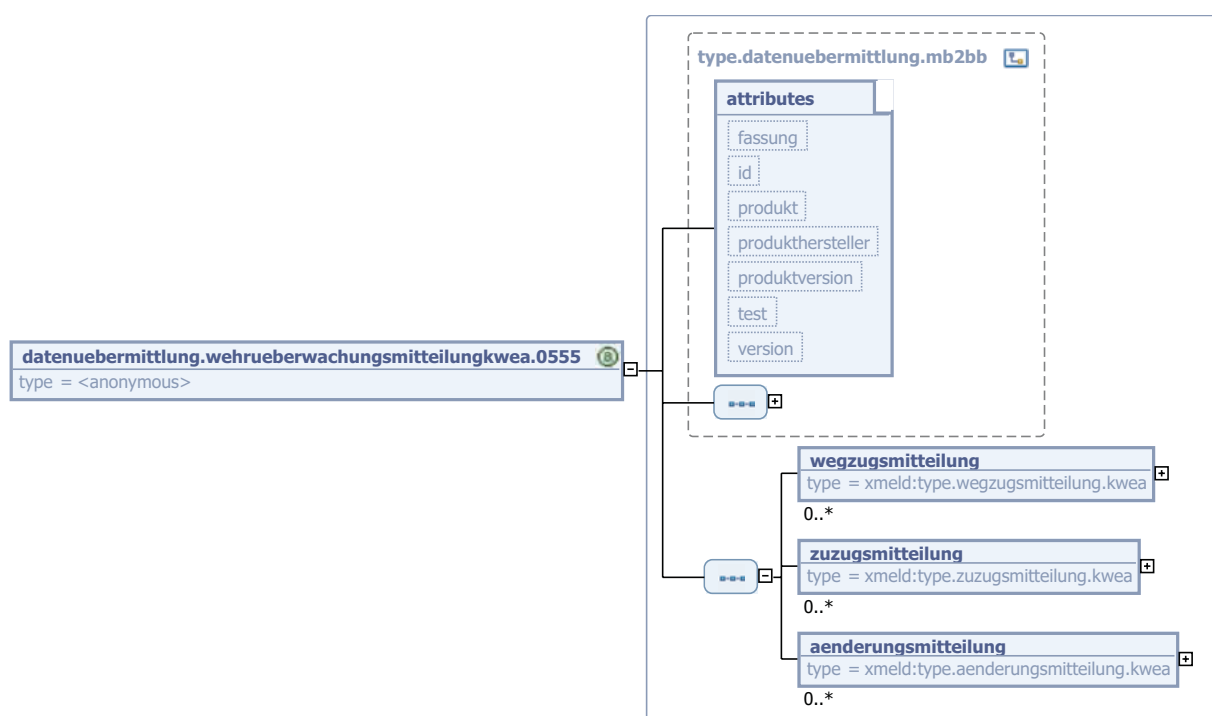 type.datenuebermittlung.mb2bb
attributes
fassung
id
produkt
produkthersteller
produktversion
test
version
datenuebermittlung.wehrueberwachungsmitteilungkwea.0555
type = <anonymous>
wegzugsmitteilung
type = xmeld:type.wegzugsmitteilung.kwea
0..*
zuzugsmitteilung
type = xmeld:type.zuzugsmitteilung.kwea
0..*
aenderungsmitteilung
type = xmeld:type.aenderungsmitteilung.kwea
0..*